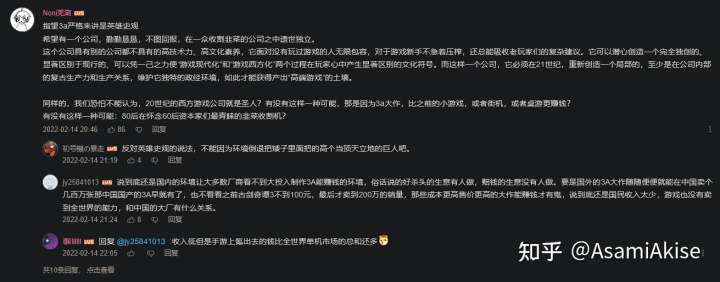 Noni羌潞 LV5
指望3a严格来讲是英雄史观
希望有一个公司，勤勤恳恳，不图回报，在一众收割韭菜的公司之中遗世独立。
这个公司具有别的公司都不具有的高技术力、高文化素养，它面对没有玩过游戏的人无限包容，对于游戏新手不急着压榨，还总能吸收老玩家们的复杂建议。它可以潜心创造一个完全独创的、
显著区别于现行的、可以凭一己之力使“游戏现代化”和“游戏西方化”两个过程在玩家心中产生显著区别的文化符号。而这样一个公司，它必须在21世纪，重新创造一个局部的，至少是在公司内部
的复古生产力和生产关系，维护它独特的政经环境，如此才能获得产出“高端游戏”的土壤。
同样的，我们恐怕不能认为，20世纪的西方游戏公司就是圣人？有没有这样一种可能，那是因为3a大作，比之前的小游戏，或者街机，或者桌游更赚钱？
有没有这样一种可能：80后在怀念60后资本家们最青睐的韭菜收割机？
2022-02-14 20:46 86 回复
初号機の暴走 LV5 反对英雄史观的说法，不能因为环境倒退把矮子里面把的高个当顶天立地的巨人吧。
2022-02-14 21:19 4 回复
jy25841013 LV5 说到底还是国内的环境让大多数厂商看不到大投入制作3A能赚钱的环境，俗话说的好杀头的生意有人做，赔钱的生意没有人做。要是国外的3A大作随随便便就能在中国卖个
几百万张那中国国产的3A早就有了，也不看看之前古剑奇谭3不到100元，最后才卖到200万的销量，那些成本更高售价更高的大作能赚钱才有鬼，说到底还是国民收入太少，游戏也没有卖
到全世界的能力，和中国的大厂有什么关系。
2022-02-14 21:24 8 回复
LV5 回复 @jy25841013 :收入低但是手游上氪出去的钱比全世界单机市场的总和还多
2022-02-14 22:05 回复
共10条回复, 点击查看
知乎 @AsamiAkise